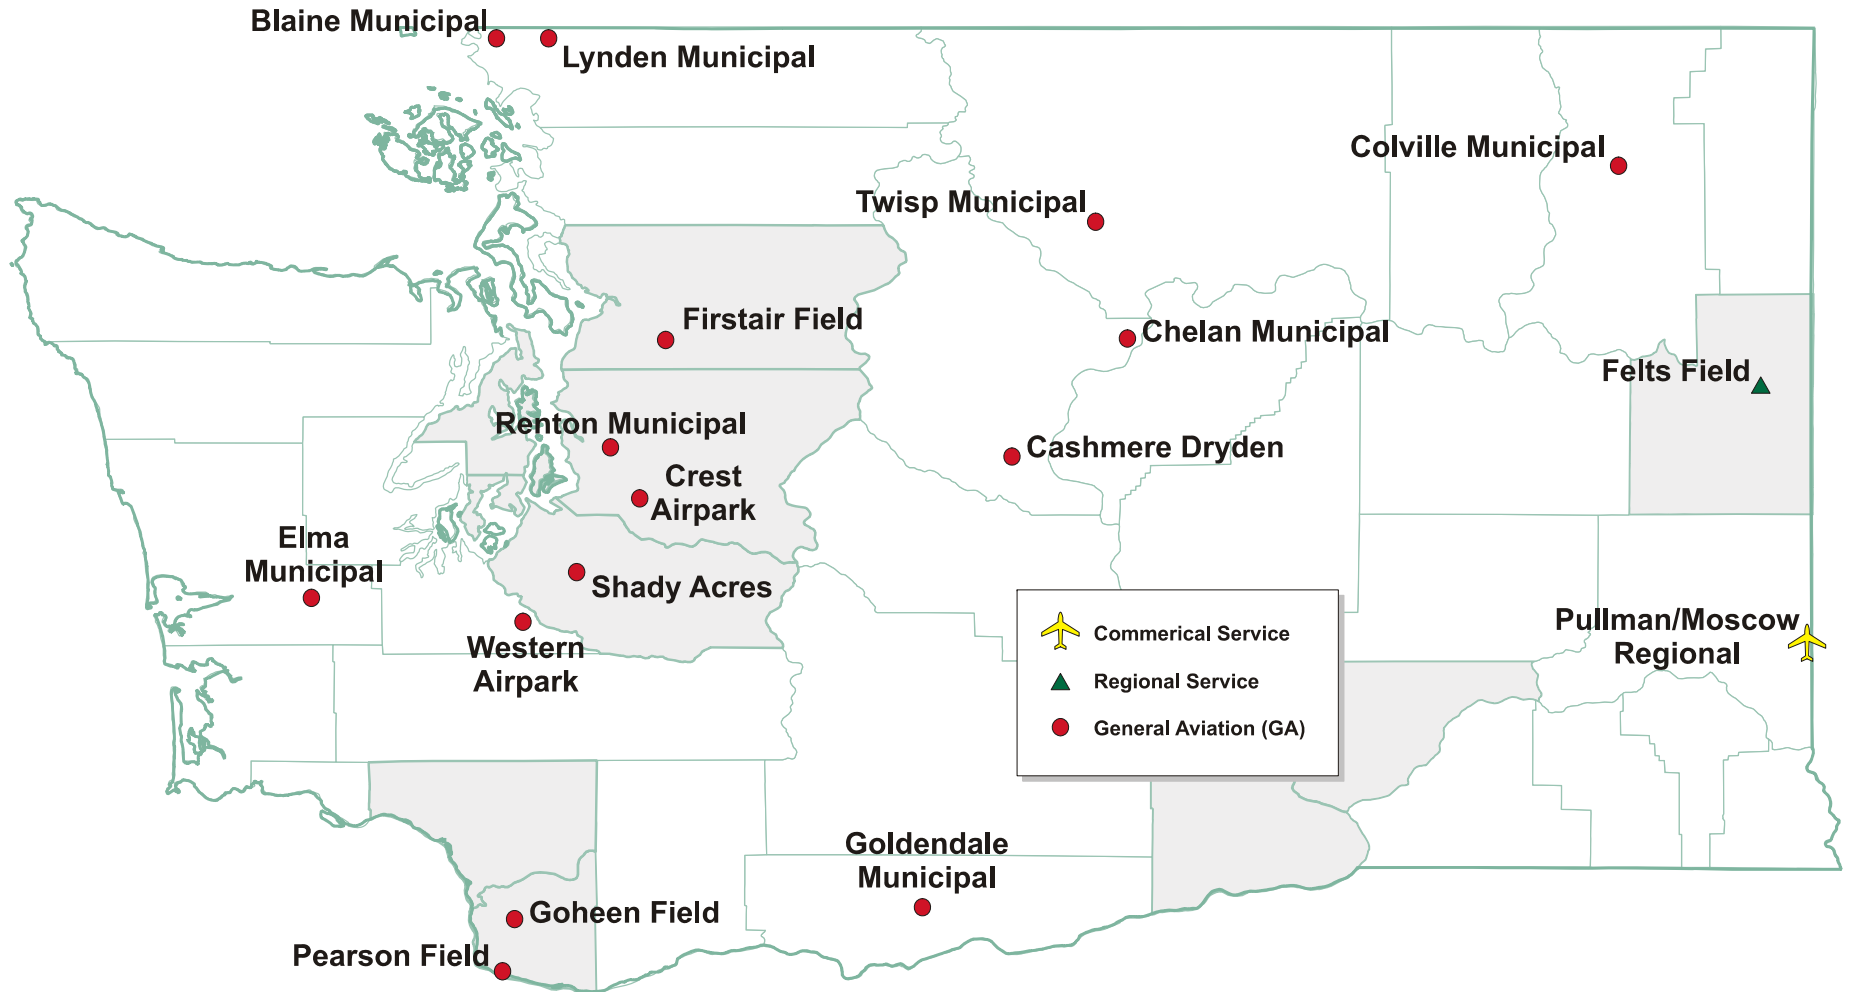 Blaine Municipal
Lynden Municipal
Colville Municipal
Twisp Municipal
Firstair Field
Chelan Municipal
Felts Field
Renton Municipal
Cashmere Dryden
Crest
Airpark
Elma
Municipal
Shady Acres
Western
Airpark
Commerical Service
Regional Service
General Aviation (GA)
Pullman/Moscow
Regional
Goldendale
Municipal
Goheen Field
Pearson Field